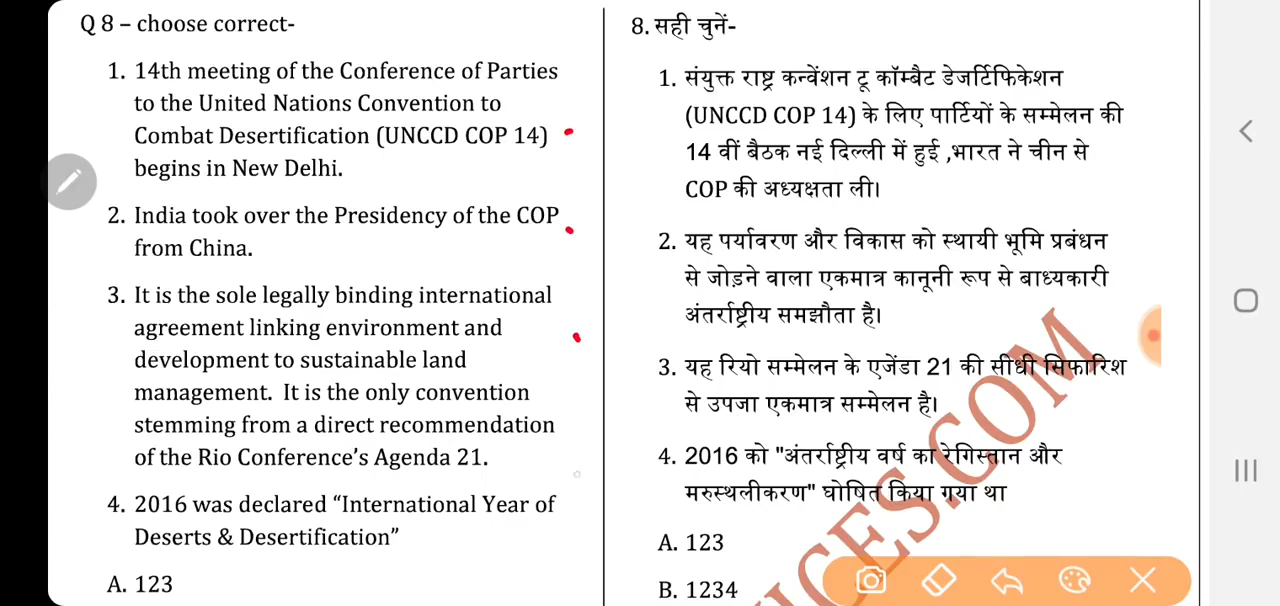 Q 8 – choose correct-
1. 14th meeting of the Conference of Parties
to the United Nations Convention to
Combat Desertification (UNCCD COP 14)
begins in New Delhi.
2. India took over the Presidency of the COP
from China.
3. It is the sole legally binding international
agreement linking environment and
development to sustainable land
management. It is the only convention
stemming from a direct recommendation
of the Rio Conference’s Agenda 21.
4. 2016 was declared “International Year of
Deserts & Desertification”
A. 123
8. सही चुनें-
1. संयुक्त राष्ट्र कन्वेंशन टू कॉम्बैट डेजर्टिफिकेशन
(UNCCD COP 14) के लिए पार्टियों के सम्मेलन की
14 वीं बैठक नई दिल्ली में हुई ,भारत ने चीन से
COP की अध्यक्षता ली।
2. यह पर्यावरण और विकास को स्थायी भूमि प्रबंधन
से जोड़ने वाला एकमात्र कानूनी रूप से बाध्यकारी
अंतर्राष्ट्रीय समझौता है।
3. यह रियो सम्मेलन के एजेंडा 21 की सीधी सिफारिश
से उपजा एकमात्र सम्मेलन है।
4. 2016 को "अंतर्राष्ट्रीय वर्ष का रेगिस्तान और
मरुस्थलीकरण" घोषित किया गया था
A. 123
B. 1234